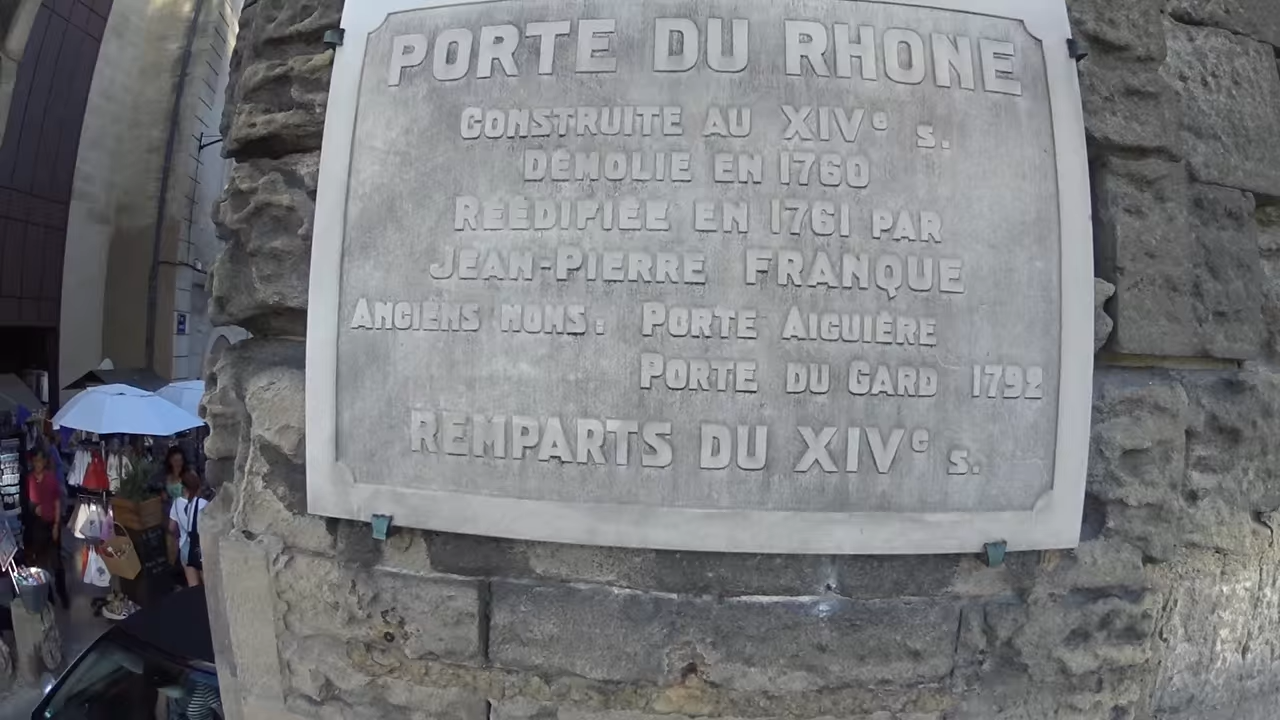 PORTE DU RHONE
CONSTRUITE AU XIVe s.
DÉMOLIE EN 1760
RÉÉDIFIÉE EN 1761 PAR
JEAN-PIERRE FRANQUE
ANCIENS NOMS: PORTE AIGUIÈRE
PORTE DU GARD 1792
REMPARTS DU XIVe s.